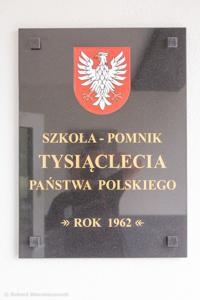 SZKOŁA - POMNIK
TYSIĄCLECIA
PAŃSTWA POLSKIEGO
» ROK 1962 «